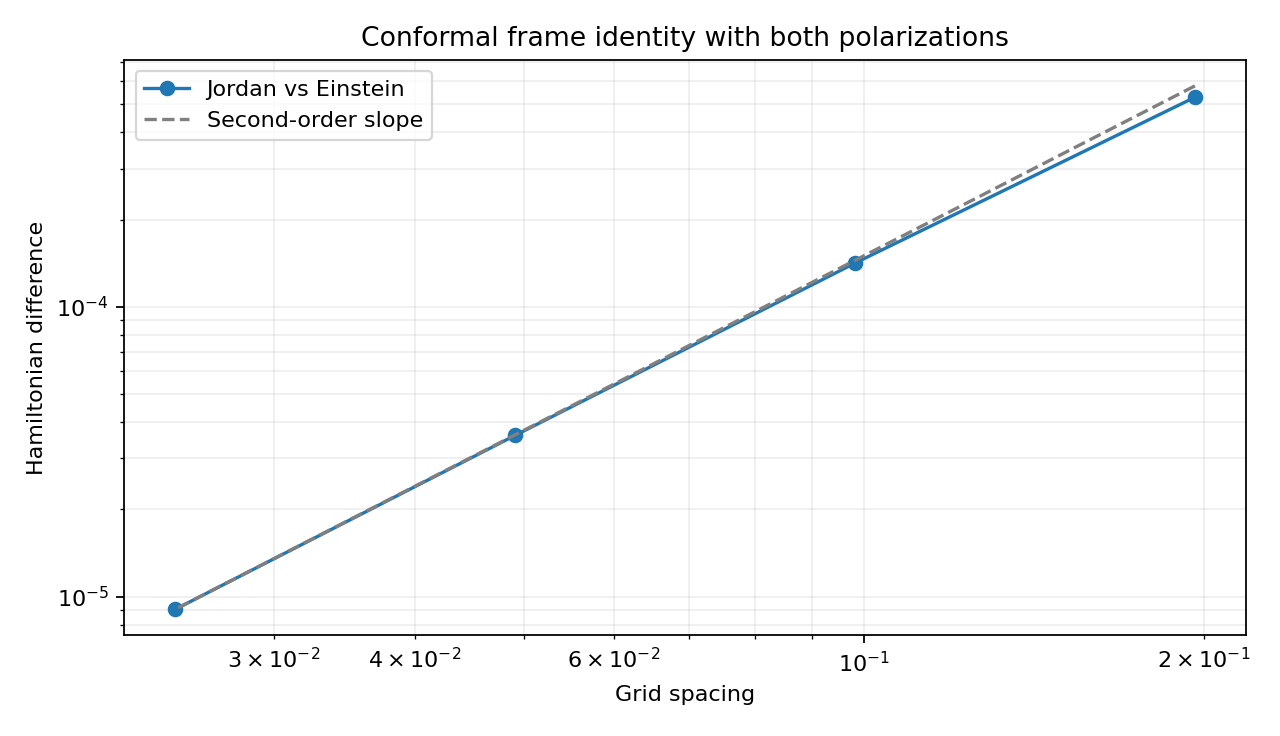 Conformal frame identity with both polarizations
Jordan vs Einstein
Second-order slope
Hamiltonian difference
10⁻⁴
10⁻⁵
3 × 10⁻²
4 × 10⁻²
6 × 10⁻²
10⁻¹
2 × 10⁻¹
Grid spacing